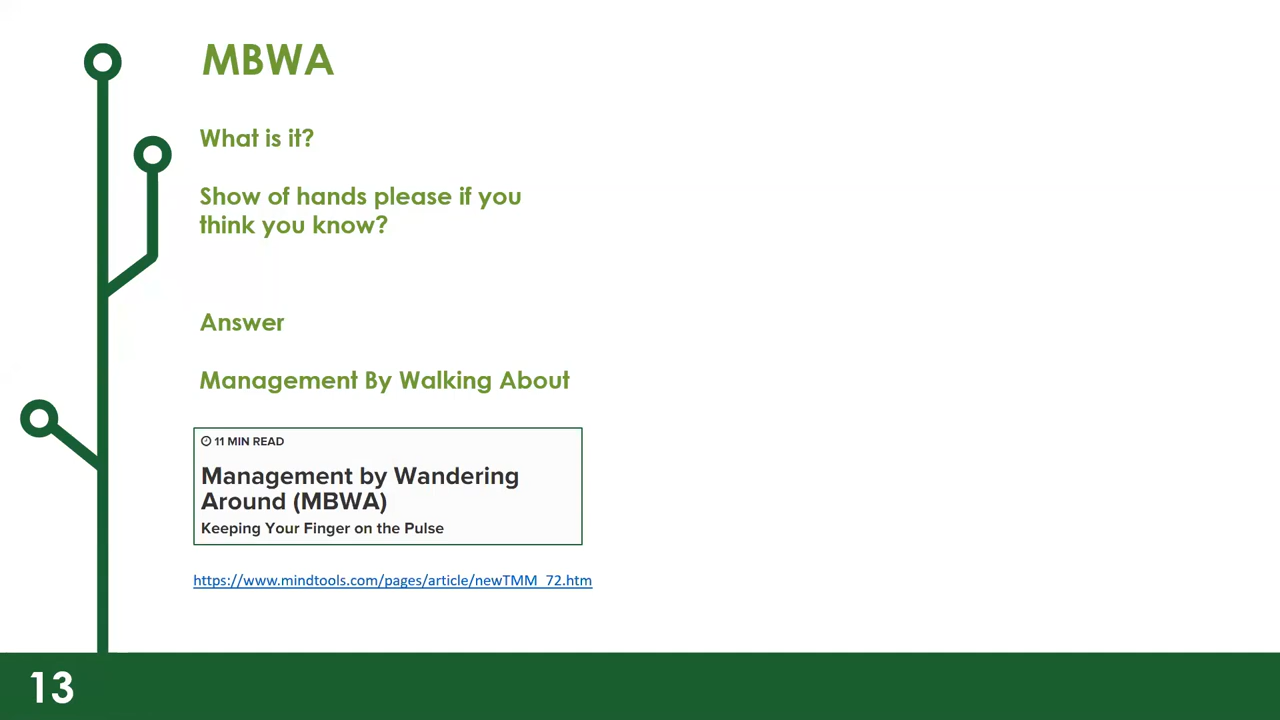 MBWA
What is it?
Show of hands please if you
think you know?
Answer
Management By Walking About
11 MIN READ
Management by Wandering
Around (MBWA)
Keeping Your Finger on the Pulse
https://www.mindtools.com/pages/article/newTMM_72.htm
13